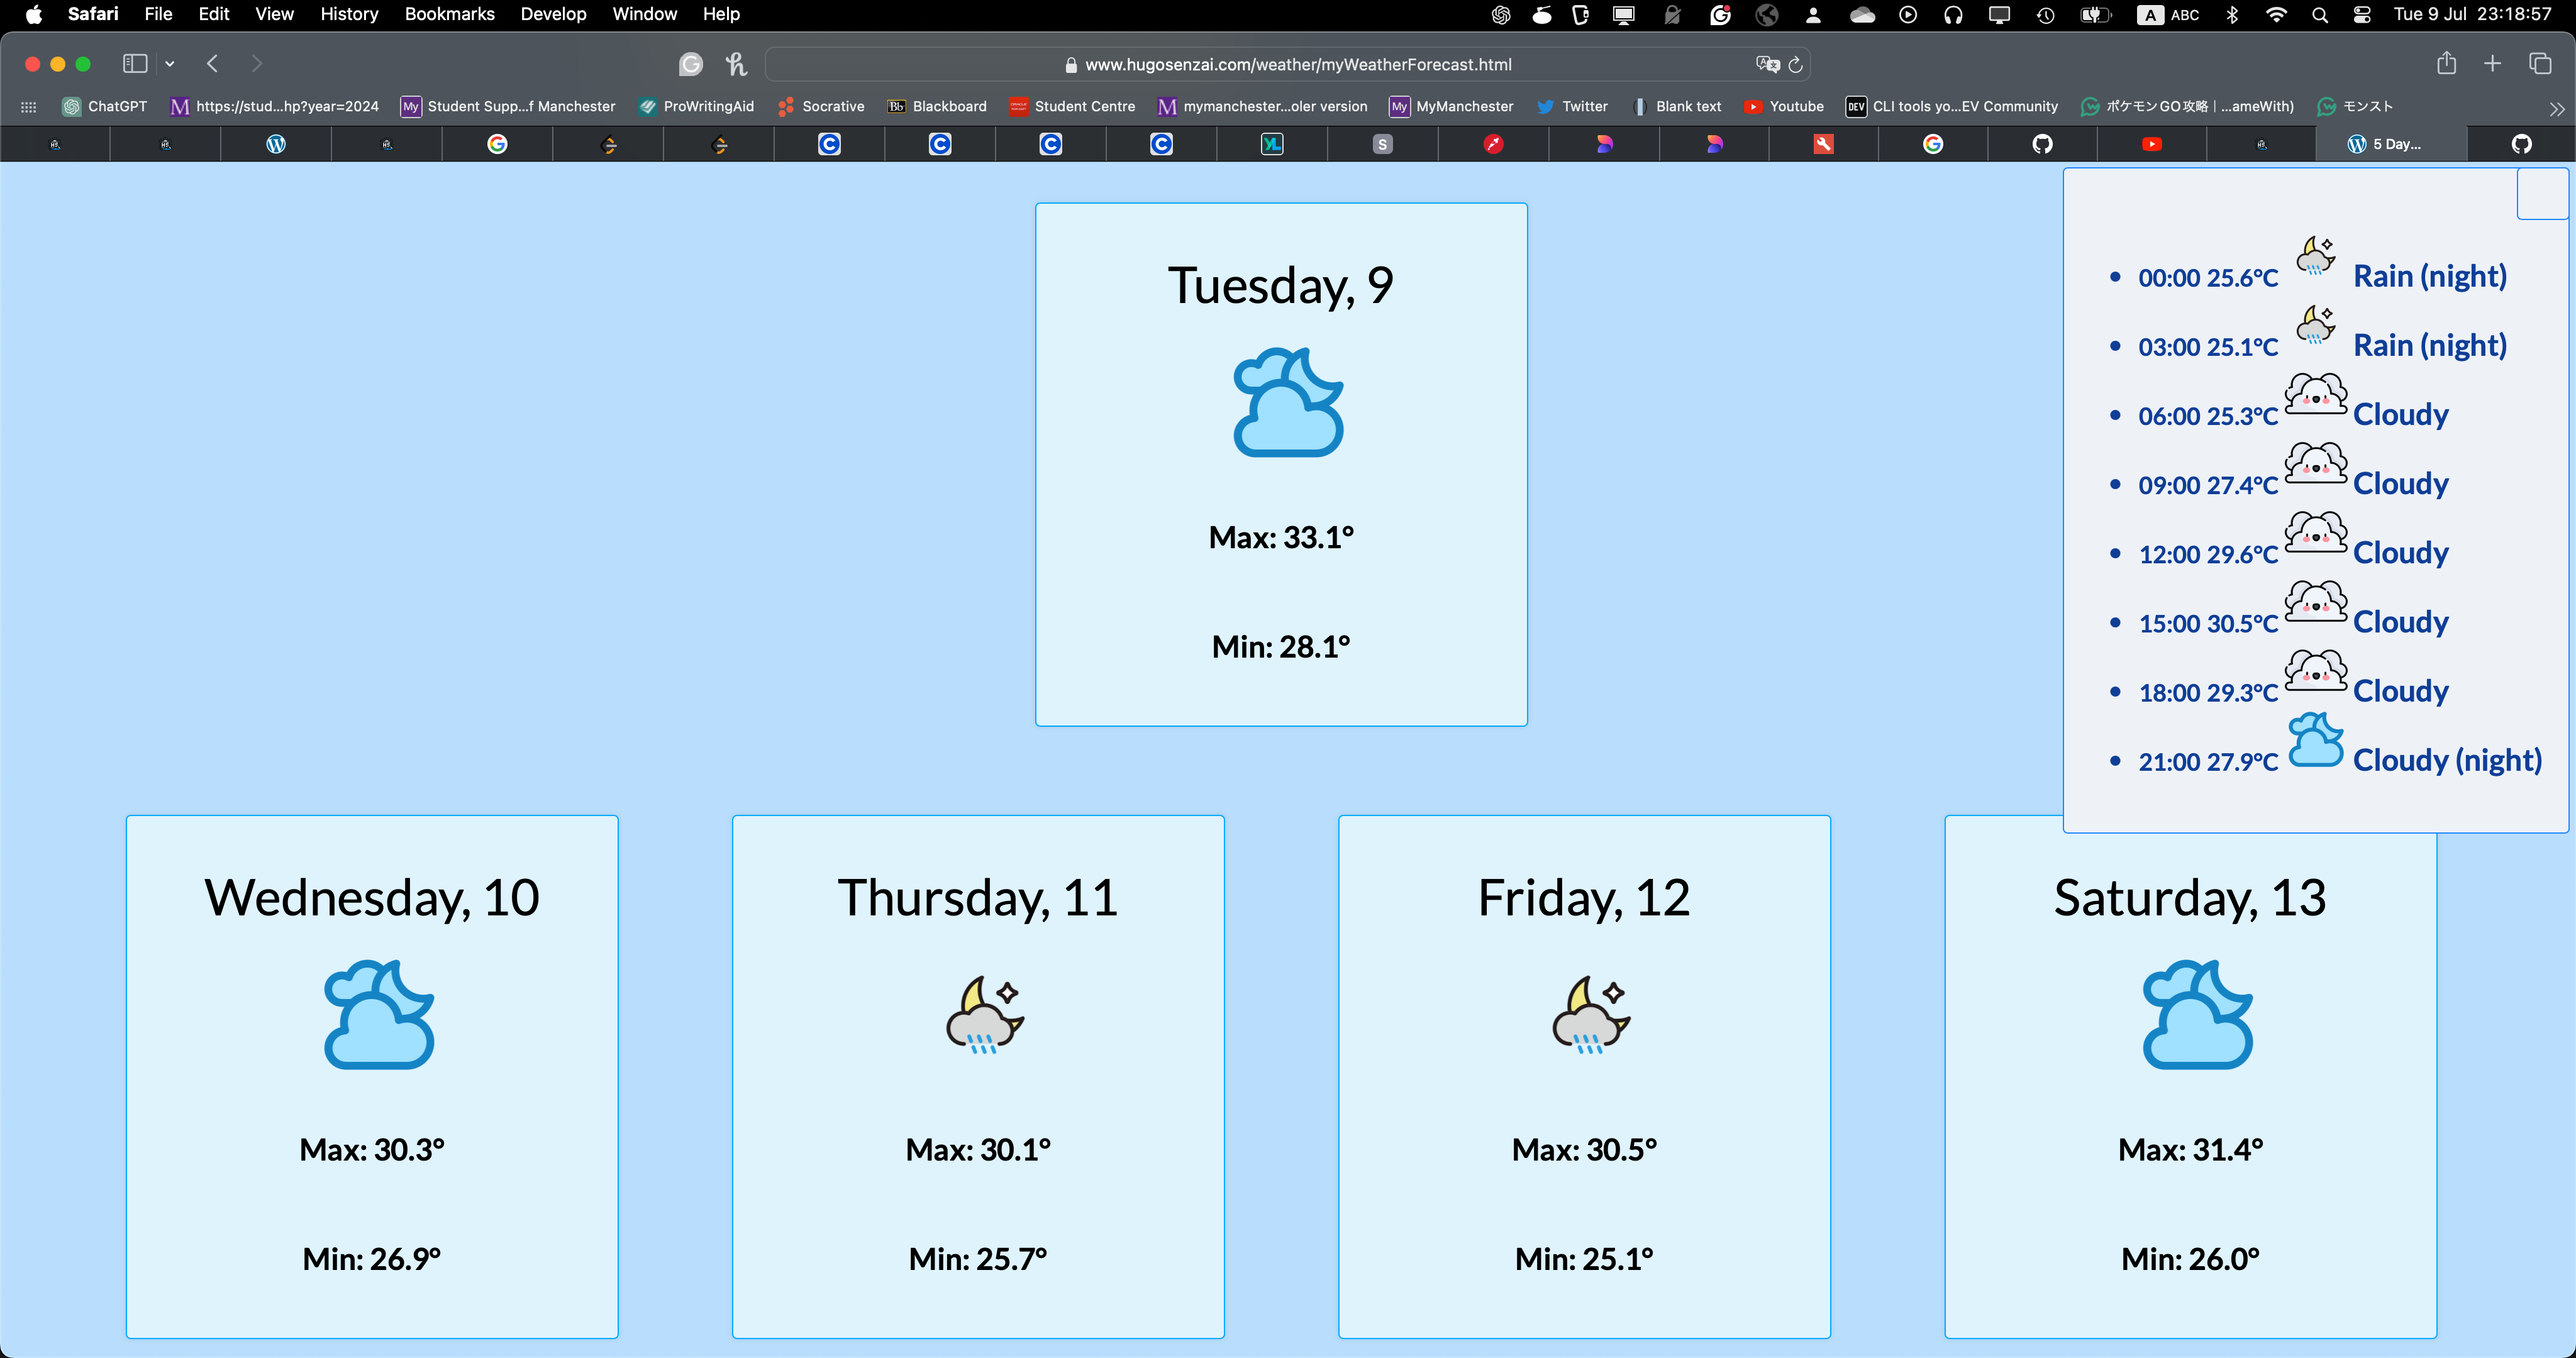 Safari File Edit View History Bookmarks Develop Window Help A ABC Tue 9 Jul 23:18:57
www.hugosenzai.com/weather/myWeatherForecast.html
ChatGPT M https://stud...hp?year=2024 My Student Supp...f Manchester ProWritingAid Socrative Bb Blackboard Student Centre M mymanchester...oler version My MyManchester Twitter Blank text Youtube DEV CLI tools yo...EV Community ポケモンGO攻略｜...ameWith) モンスト
5 Day...
Tuesday, 9
Max: 33.1°
Min: 28.1°
00:00 25.6°C Rain (night)
03:00 25.1°C Rain (night)
06:00 25.3°C Cloudy
09:00 27.4°C Cloudy
12:00 29.6°C Cloudy
15:00 30.5°C Cloudy
18:00 29.3°C Cloudy
21:00 27.9°C Cloudy (night)
Wednesday, 10
Max: 30.3°
Min: 26.9°
Thursday, 11
Max: 30.1°
Min: 25.7°
Friday, 12
Max: 30.5°
Min: 25.1°
Saturday, 13
Max: 31.4°
Min: 26.0°